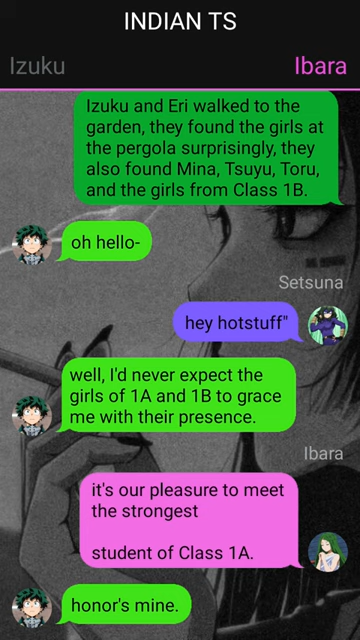 INDIAN TS
Izuku
Ibara
Izuku and Eri walked to the
garden, they found the girls at
the pergola surprisingly, they
also found Mina, Tsuyu, Toru,
and the girls from Class 1B.
oh hello-
Setsuna
hey hotstuff"
well, I'd never expect the
girls of 1A and 1B to grace
me with their presence.
Ibara
it's our pleasure to meet
the strongest
student of Class 1A.
honor's mine.